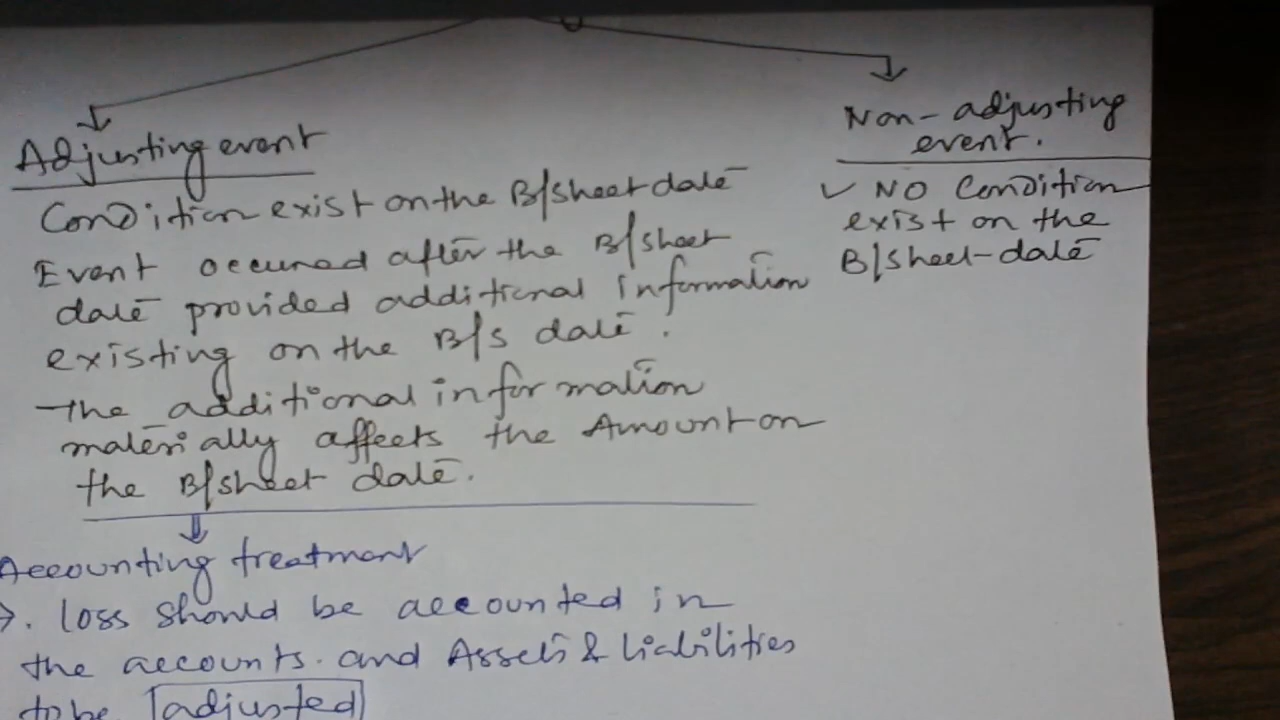 Adjusting event
Condition exist on the B/sheet date
Event occured after the B/sheet
date provided additional information
existing on the B/s date.
The additional information
materially affects the Amount on
the B/sheet date.
Accounting treatment
→. loss should be accounted in
the accounts. and Assets & Liabilities
to be adjusted
Non-adjusting
event.
✓ NO Condition
exist on the
B/sheet-date